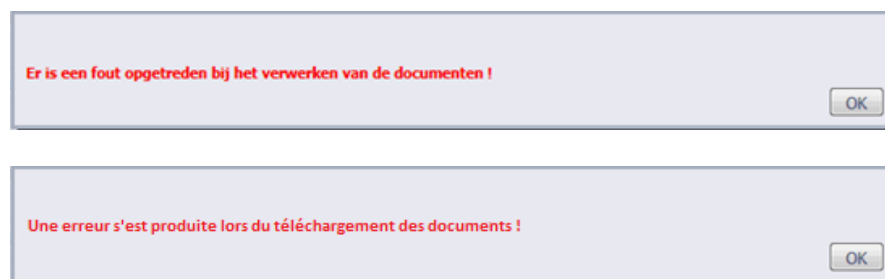 Er is een fout opgetreden bij het verwerken van de documenten !
OK
Une erreur s'est produite lors du téléchargement des documents !
OK